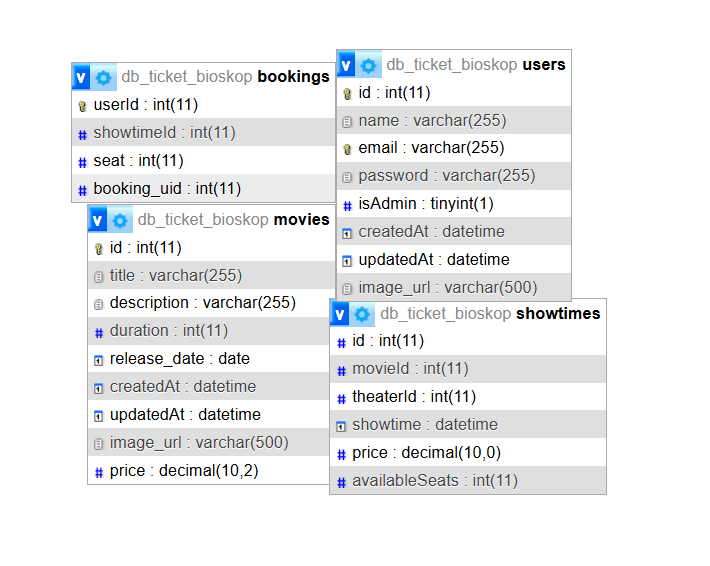 db_ticket_bioskop bookings
userId : int(11)
showtimeId : int(11)
seat : int(11)
booking_uid : int(11)
db_ticket_bioskop users
id : int(11)
name : varchar(255)
email : varchar(255)
password : varchar(255)
isAdmin : tinyint(1)
createdAt : datetime
updatedAt : datetime
image_url : varchar(500)
db_ticket_bioskop movies
id : int(11)
title : varchar(255)
description : varchar(255)
duration : int(11)
release_date : date
createdAt : datetime
updatedAt : datetime
image_url : varchar(500)
price : decimal(10,2)
db_ticket_bioskop showtimes
id : int(11)
movieId : int(11)
theaterId : int(11)
showtime : datetime
price : decimal(10,0)
availableSeats : int(11)